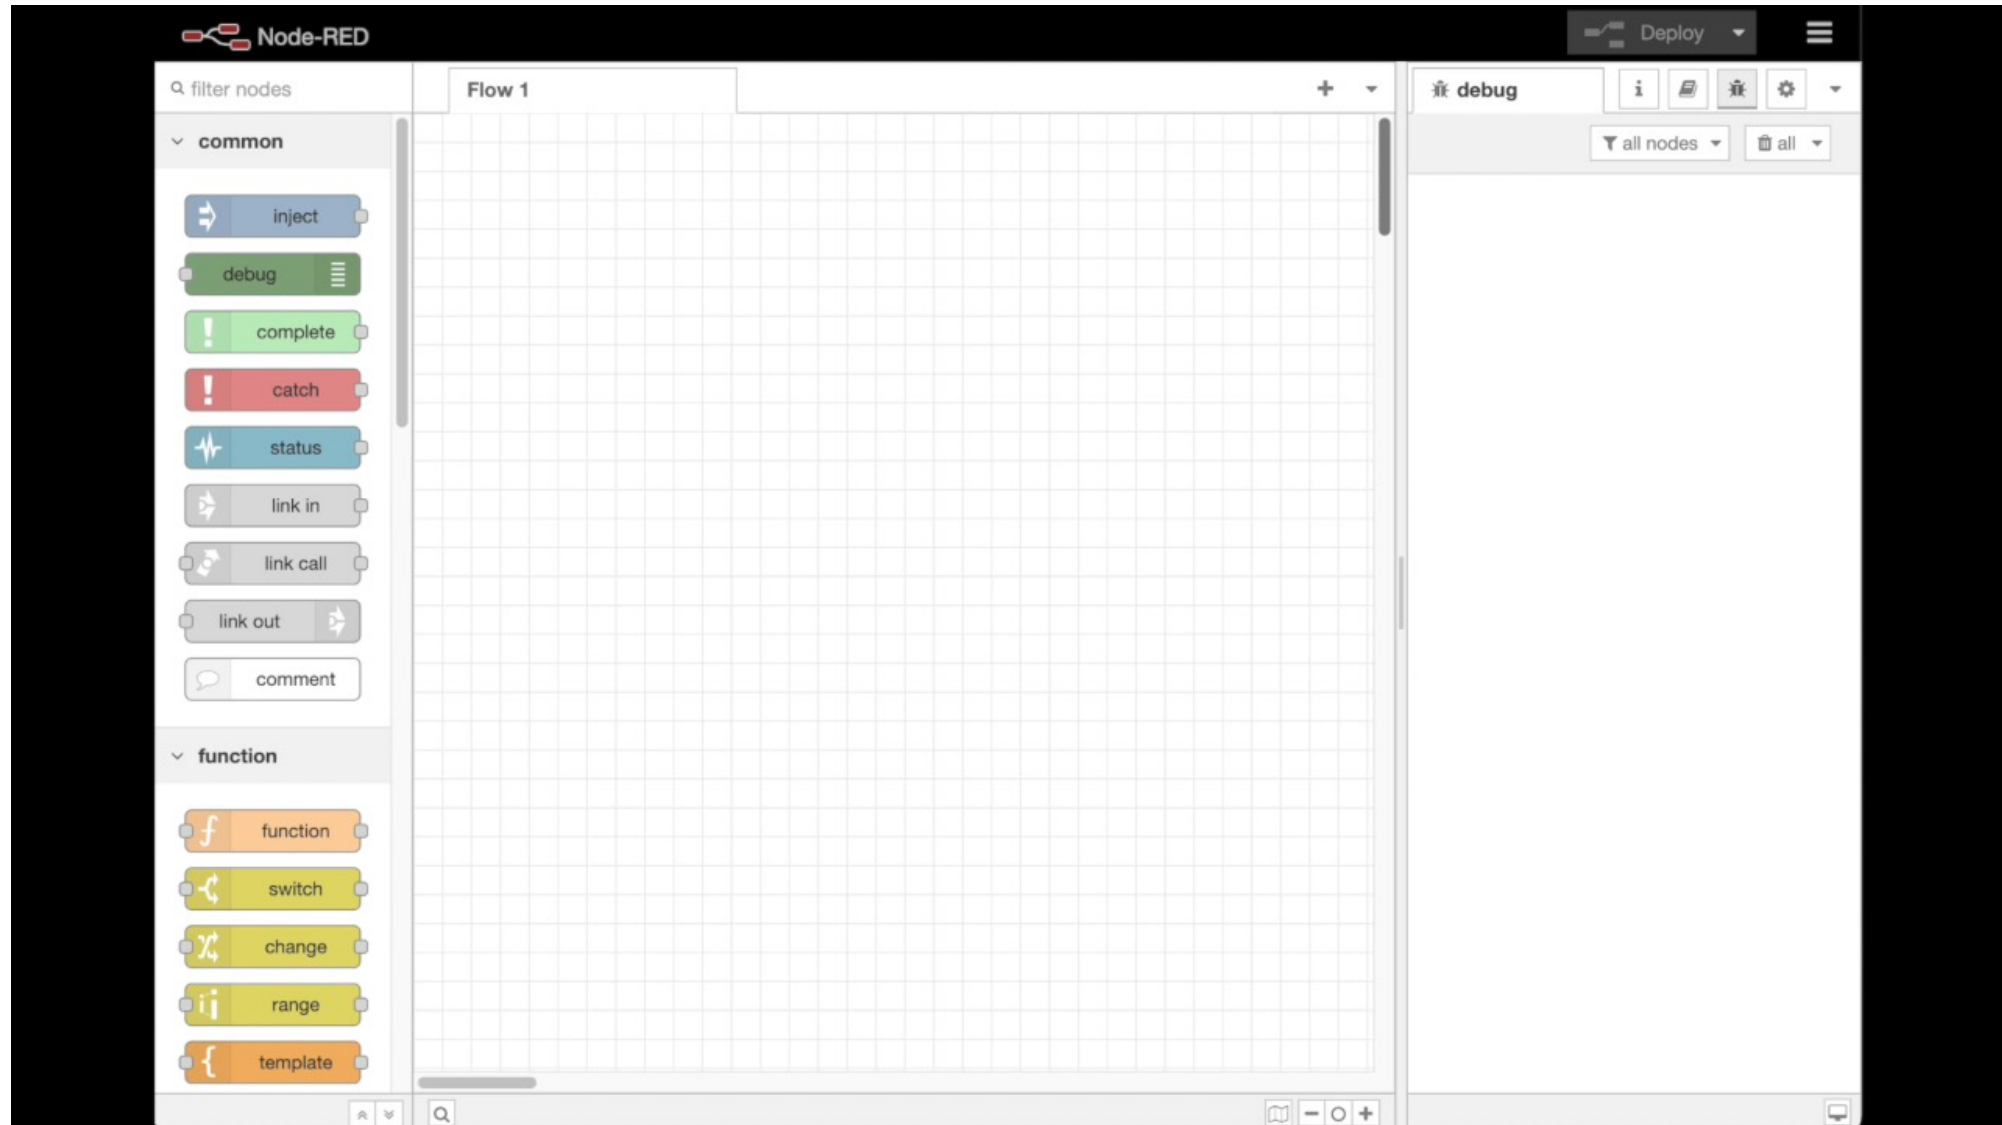 Node-RED
Deploy
filter nodes
Flow 1
debug
all nodes
all
common
inject
debug
complete
catch
status
link in
link call
link out
comment
function
function
switch
change
range
template